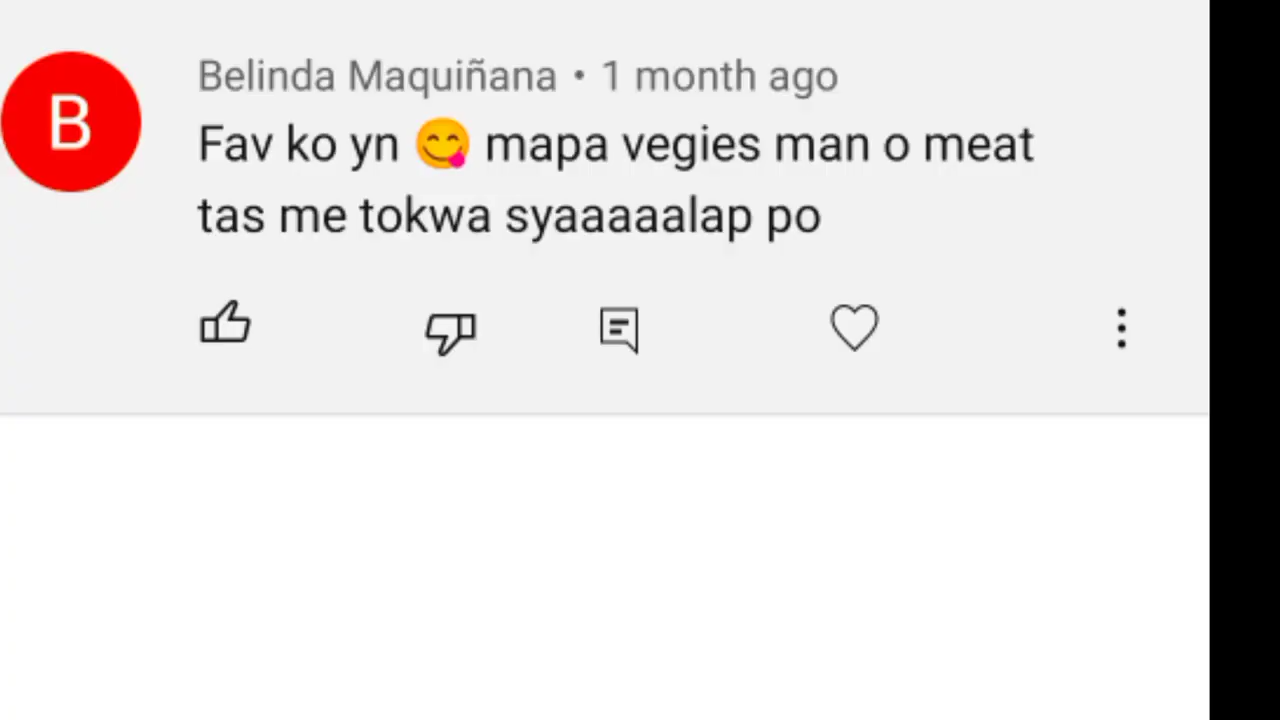 B
Belinda Maquiñana • 1 month ago
Fav ko yn 😋 mapa vegies man o meat
tas me tokwa syaaaaalap po